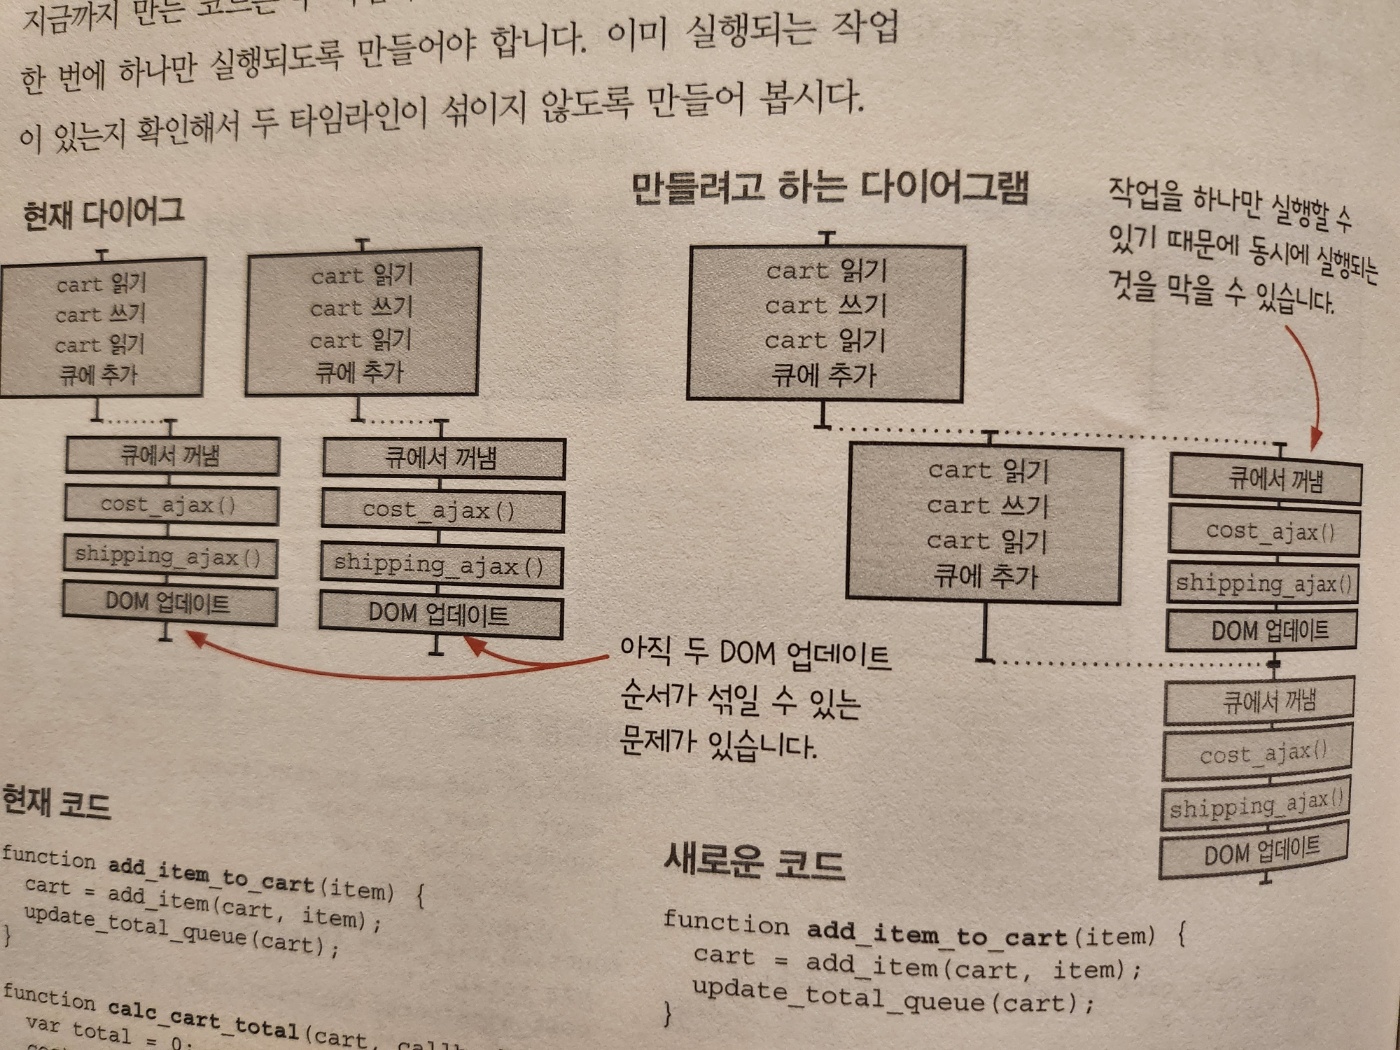 지금까지 만든 코드는
한 번에 하나만 실행되도록 만들어야 합니다. 이미 실행되는 작업
이 있는지 확인해서 두 타임라인이 섞이지 않도록 만들어 봅시다.
현재 다이어그
cart 읽기
cart 쓰기
cart 읽기
큐에 추가
cart 읽기
cart 쓰기
cart 읽기
큐에 추가
큐에서 꺼냄
cost_ajax()
shipping_ajax()
DOM 업데이트
큐에서 꺼냄
cost_ajax()
shipping_ajax()
DOM 업데이트
아직 두 DOM 업데이트
순서가 섞일 수 있는
문제가 있습니다.
만들려고 하는 다이어그램
작업을 하나만 실행할 수
있기 때문에 동시에 실행되는
것을 막을 수 있습니다.
cart 읽기
cart 쓰기
cart 읽기
큐에 추가
cart 읽기
cart 쓰기
cart 읽기
큐에 추가
큐에서 꺼냄
cost_ajax()
shipping_ajax()
DOM 업데이트
큐에서 꺼냄
cost_ajax()
shipping_ajax()
DOM 업데이트
현재 코드
function add_item_to_cart(item) {
cart = add_item(cart, item);
update_total_queue(cart);
}
function calc_cart_total(cart,
var total = 0;
새로운 코드
function add_item_to_cart(item) {
cart = add_item(cart, item);
update_total_queue(cart);
}